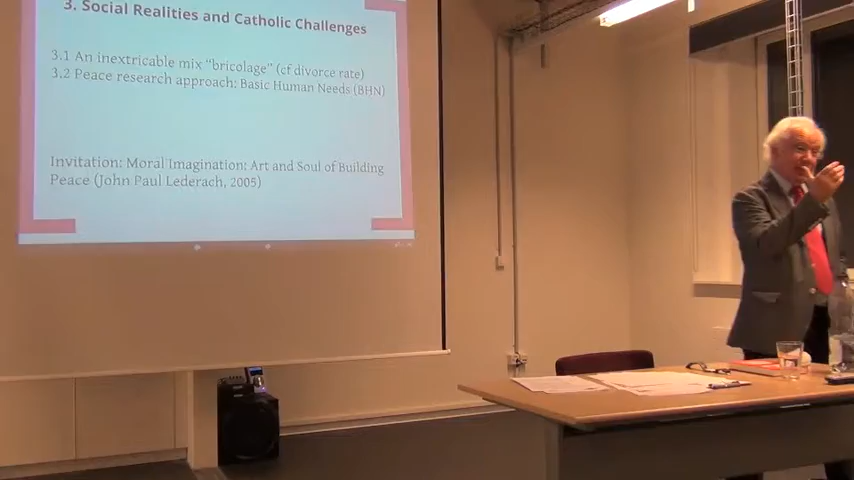 3. Social Realities and Catholic Challenges
3.1 An inextricable mix "bricolage" (cf divorce rate)
3.2 Peace research approach: Basic Human Needs (BHN)
Invitation: Moral Imagination: Art and Soul of Building
Peace (John Paul Lederach, 2005)